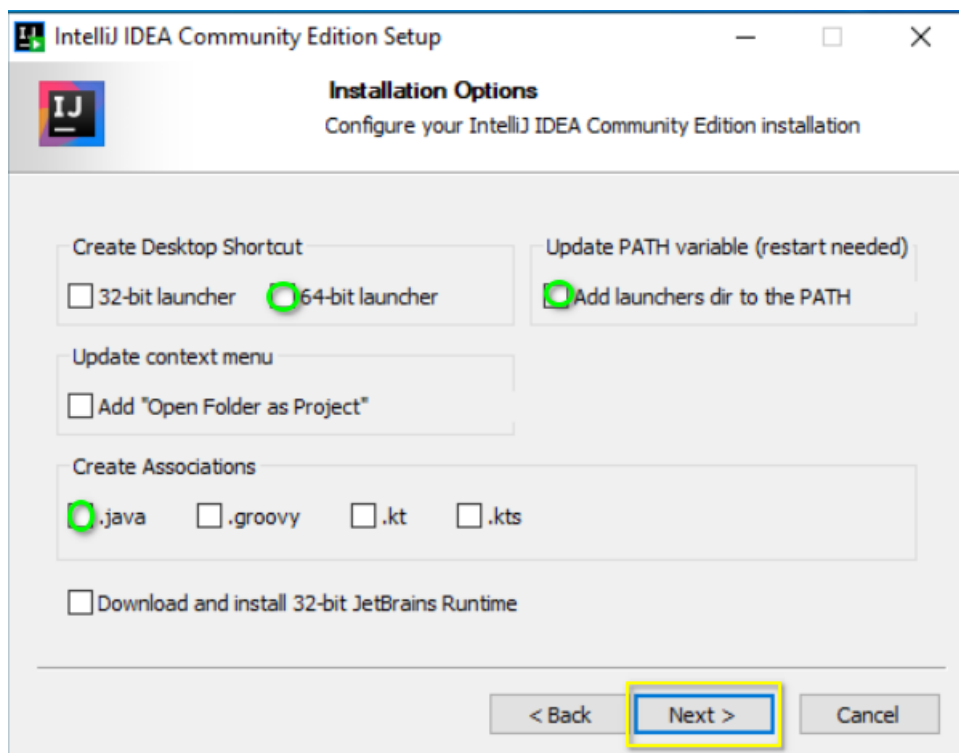 IntelliJ IDEA Community Edition Setup
IJ
Installation Options
Configure your IntelliJ IDEA Community Edition installation
Create Desktop Shortcut
32-bit launcher 64-bit launcher
Update PATH variable (restart needed)
Add launchers dir to the PATH
Update context menu
Add "Open Folder as Project"
Create Associations
.java .groovy .kt .kts
Download and install 32-bit JetBrains Runtime
< Back Next > Cancel